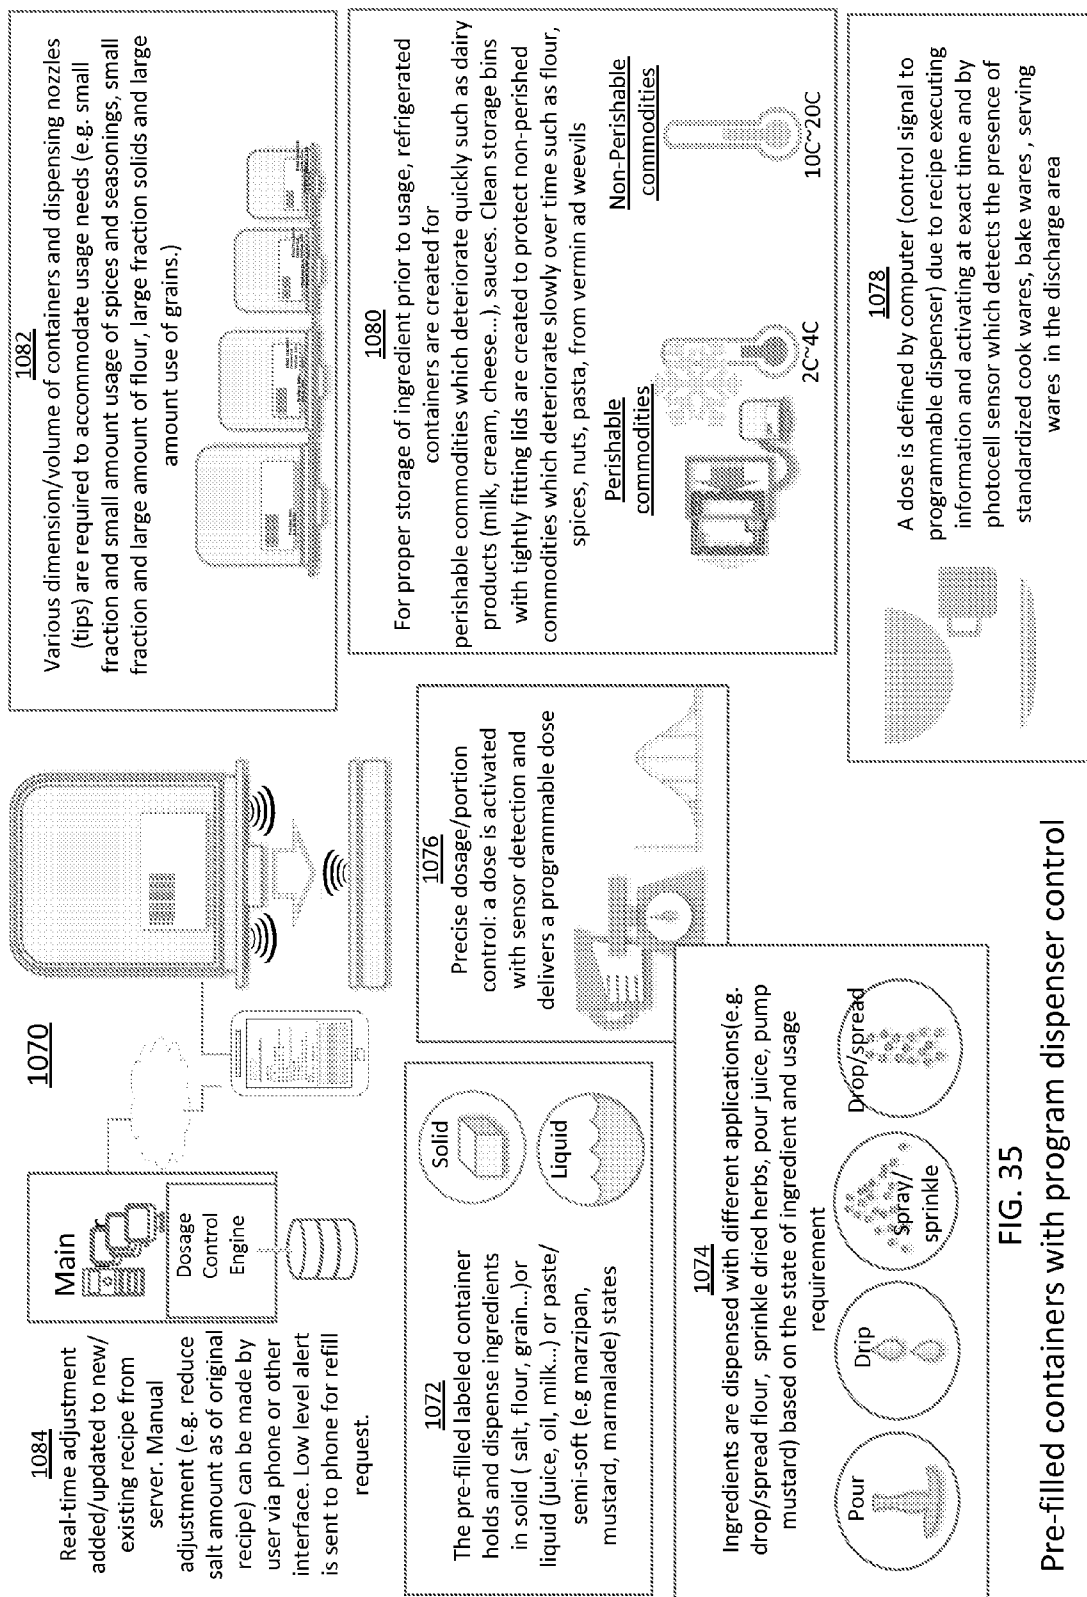 1070
1084
Real-time adjustment
added/updated to new/
existing recipe from
server. Manual
adjustment (e.g. reduce
salt amount as of original
recipe) can be made by
user via phone or other
interface. Low level alert
is sent to phone for refill
request.
Main
Dosage
Control
Engine
1082
Various dimension/volume of containers and dispensing nozzles
(tips) are required to accommodate usage needs (e.g. small
fraction and small amount usage of spices and seasonings, small
fraction and large amount of flour, large fraction solids and large
amount use of grains.)
1072
The pre-filled labeled container
holds and dispense ingredients
in solid ( salt, flour, grain...)or
liquid (juice, oil, milk...) or paste/
semi-soft (e.g marzipan,
mustard, marmalade) states
Solid
Liquid
1076
Precise dosage/portion
control: a dose is activated
with sensor detection and
delivers a programmable dose
1080
For proper storage of ingredient prior to usage, refrigerated
containers are created for
perishable commodities which deteriorate quickly such as dairy
products (milk, cream, cheese...), sauces. Clean storage bins
with tightly fitting lids are created to protect non-perished
commodities which deteriorate slowly over time such as flour,
spices, nuts, pasta, from vermin ad weevils
Perishable
commodities
2C~4C
Non-Perishable
commodities
10C~20C
1074
Ingredients are dispensed with different applications(e.g.
drop/spread flour, sprinkle dried herbs, pour juice, pump
mustard) based on the state of ingredient and usage
requirement
Pour
Drip
Spray/
sprinkle
Drop/spread
1078
A dose is defined by computer (control signal to
programmable dispenser) due to recipe executing
information and activating at exact time and by
photocell sensor which detects the presence of
standardized cook wares, bake wares , serving
wares in the discharge area
FIG. 35
Pre-filled containers with program dispenser control